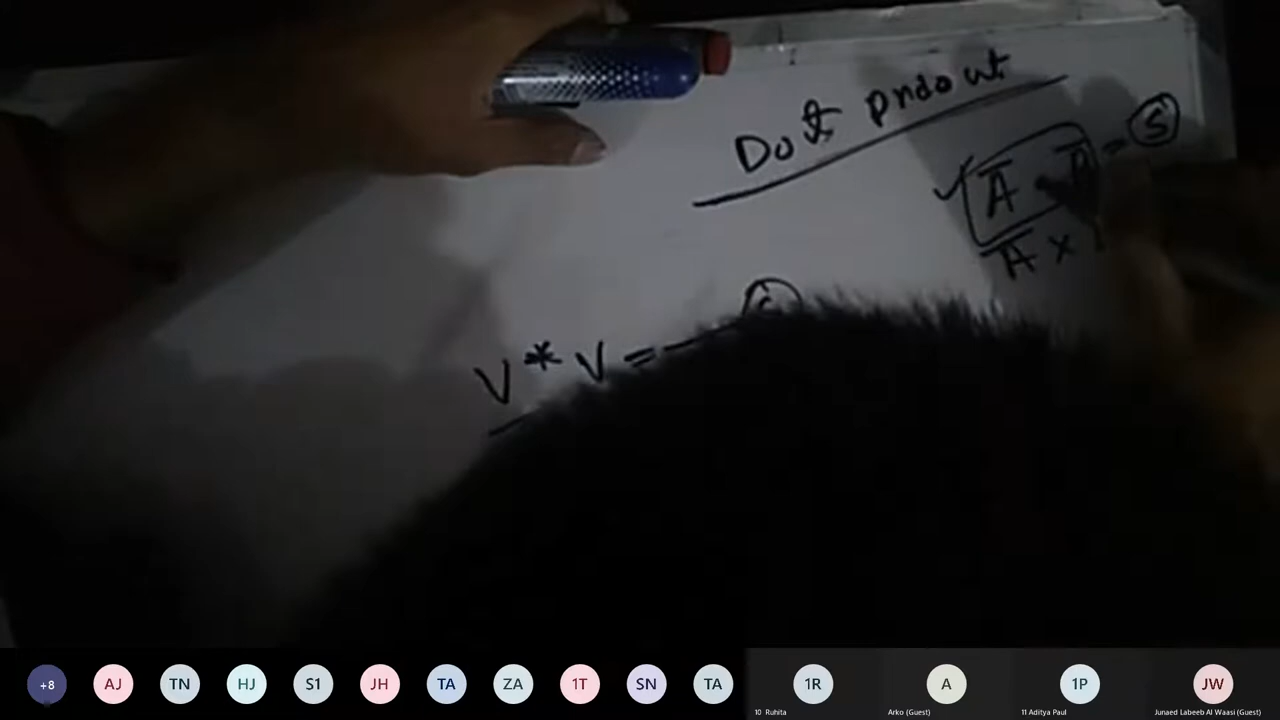 Dot Prdout
A̅ · A̅ = S
A̅ ×
V * V =
+8
AJ
TN
HJ
S1
JH
TA
ZA
1T
SN
TA
1R
A
1P
JW
10 Ruhita
Arko (Guest)
11 Aditya Paul
Junaed Labeeb Al Waasi (Guest)